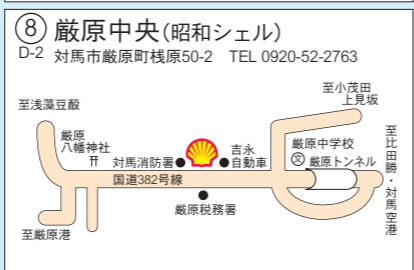 ⑧ 厳原中央(昭和シェル)
D-2 対馬市厳原町桟原50-2 TEL 0920-52-2763
至小茂田
上見坂
至浅藻豆酘
厳原
八幡神社
対馬消防署
吉永
自動車
厳原中学校
文 厳原トンネル
国道382号線
厳原税務署
至厳原港
至比田勝・対馬空港